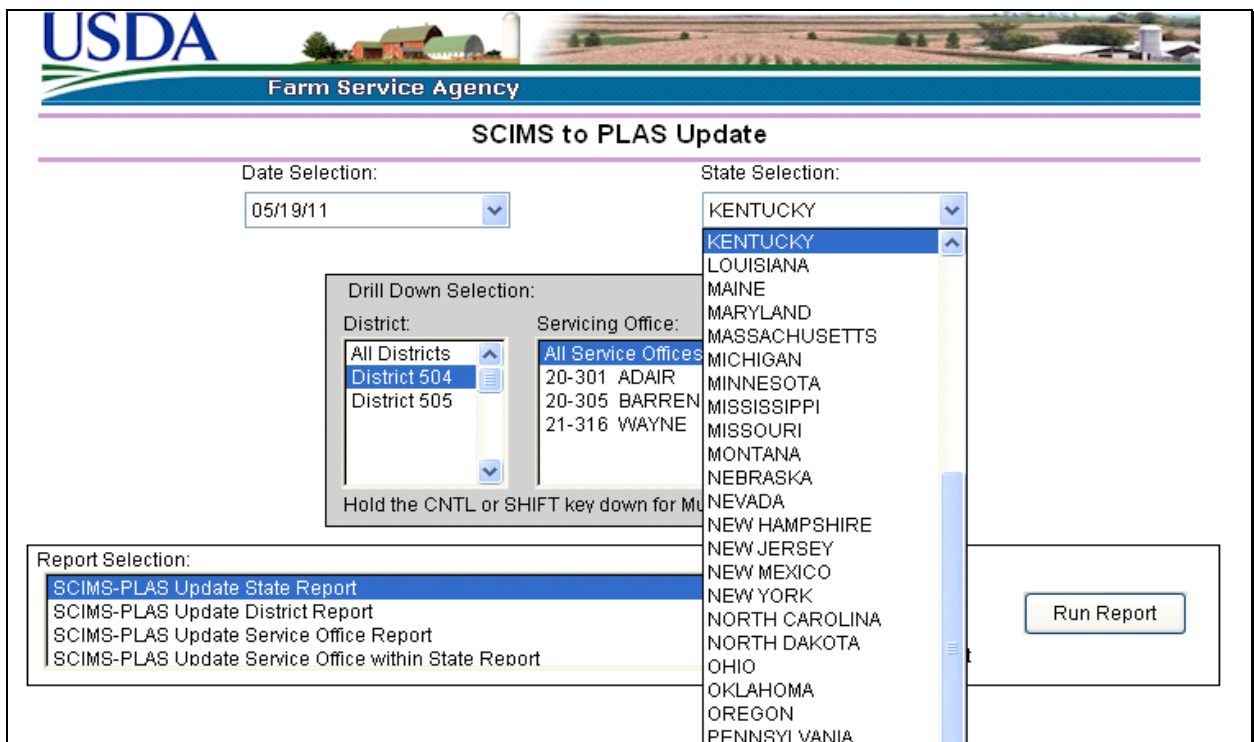 USDA
Farm Service Agency
SCIMS to PLAS Update
Date Selection:
State Selection:
05/19/11
KENTUCKY
KENTUCKY
LOUISIANA
MAINE
MARYLAND
MASSACHUSETTS
MICHIGAN
MINNESOTA
MISSISSIPPI
MISSOURI
MONTANA
NEBRASKA
NEVADA
NEW HAMPSHIRE
NEW JERSEY
NEW MEXICO
NEW YORK
NORTH CAROLINA
NORTH DAKOTA
OHIO
OKLAHOMA
OREGON
PENNSYLVANIA
Drill Down Selection:
District:
All Districts
District 504
District 505
Servicing Office:
All Service Offices
20-301 ADAIR
20-305 BARREN
21-316 WAYNE
Hold the CNTL or SHIFT key down for
Report Selection:
SCIMS-PLAS Update State Report
SCIMS-PLAS Update District Report
SCIMS-PLAS Update Service Office Report
SCIMS-PLAS Update Service Office within State Report
Run Report